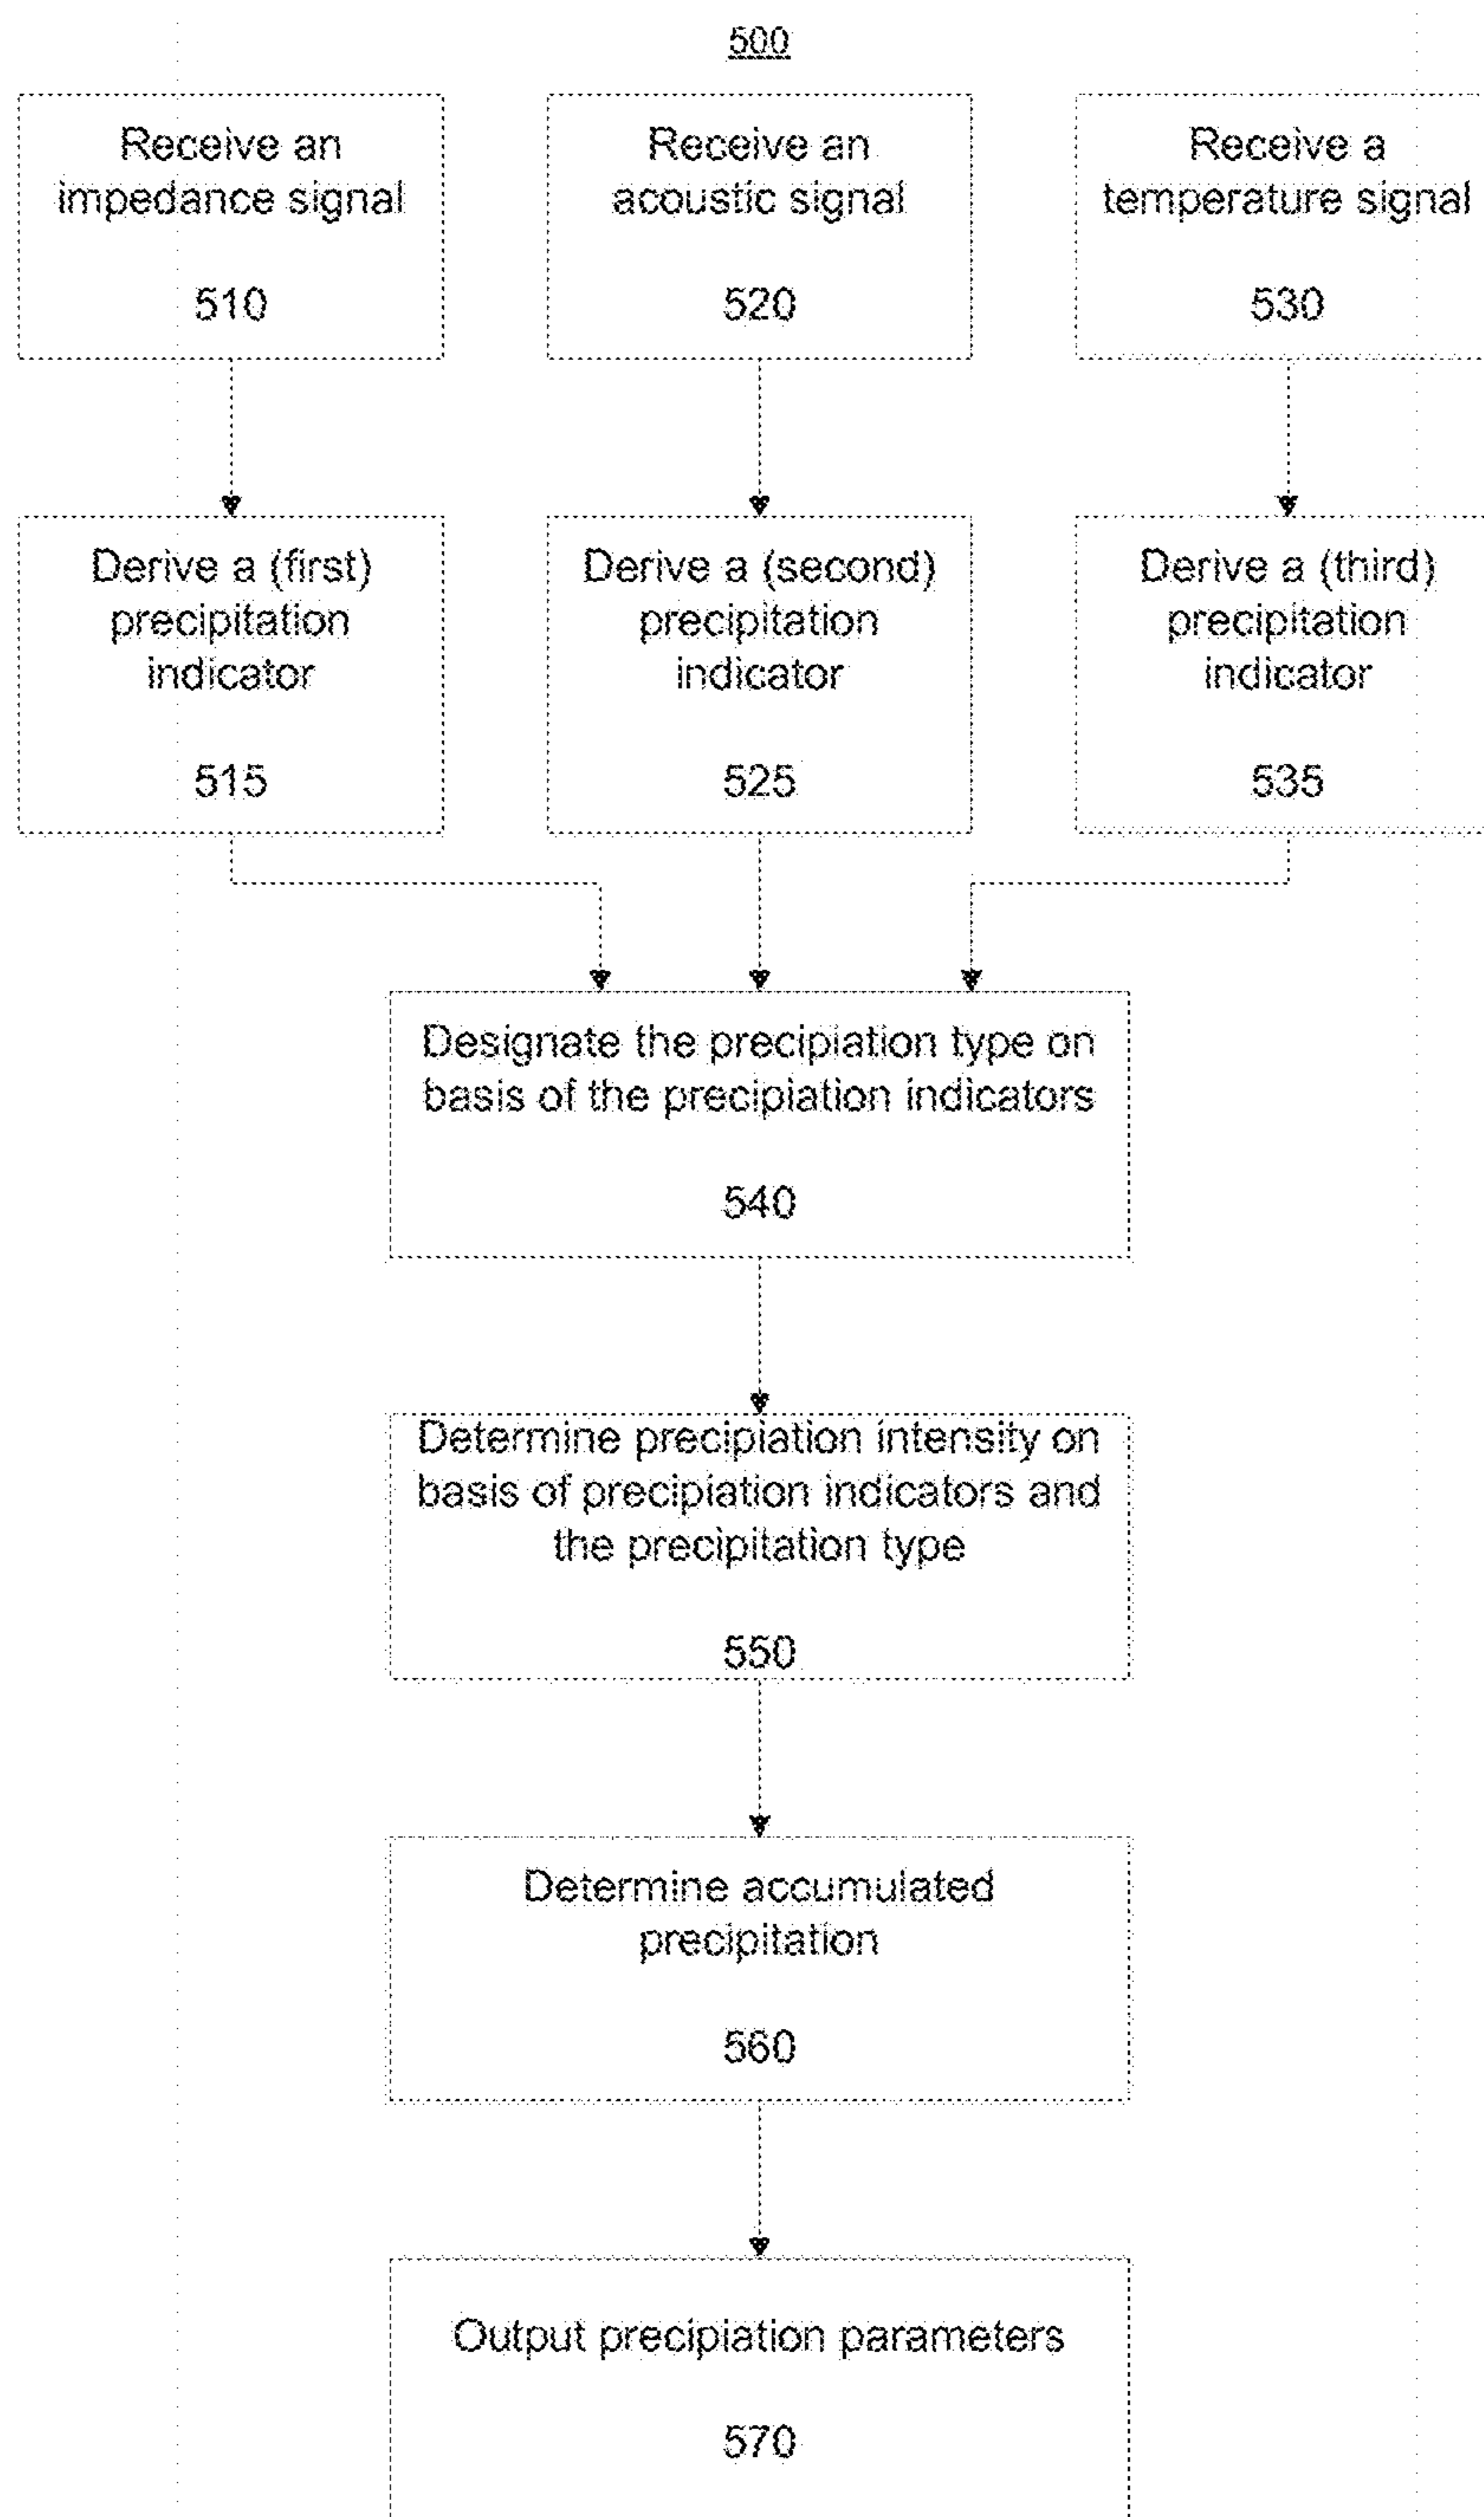 500
Receive an
impedance signal
510
Receive an
acoustic signal
520
Receive a
temperature signal
530
Derive a (first)
precipitation
indicator
515
Derive a (second)
precipitation
indicator
525
Derive a (third)
precipitation
indicator
535
Designate the precipiation type on
basis of the precipiation indicators
540
Determine precipiation intensity on
basis of precipiation indicators and
the precipitation type
550
Determine accumulated
precipitation
560
Output precipiation parameters
570